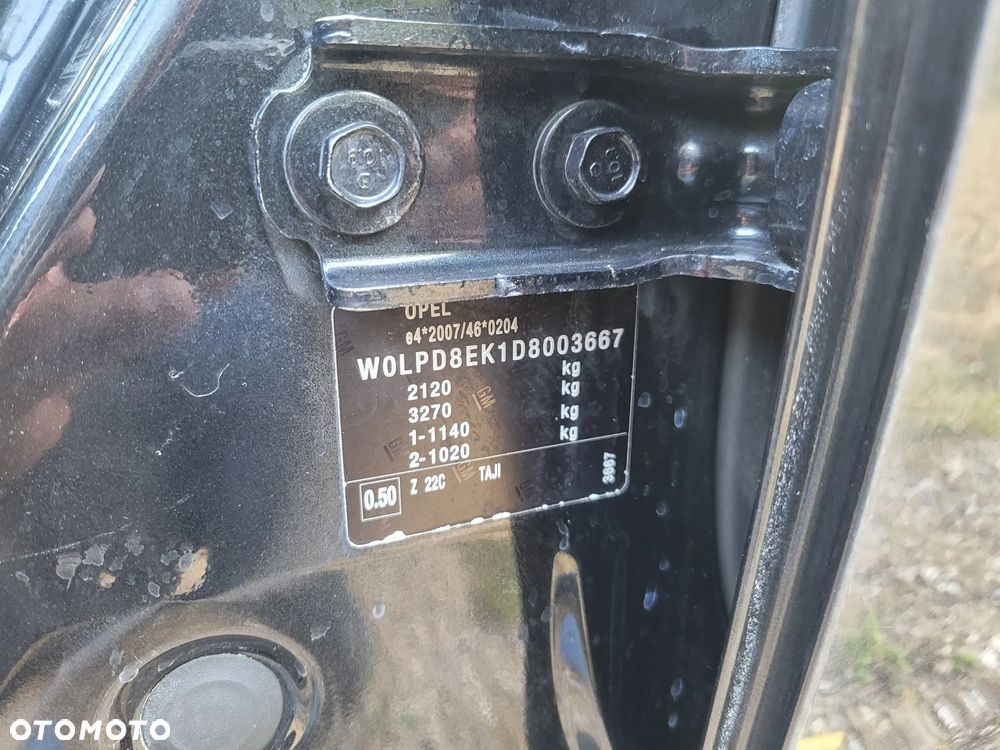 OPEL
e4*2007/46*0204
W0LPD8EK1D8003667
2120 kg
3270 kg
1-1140 kg
2-1020 kg
0.50 Z 22C TAJI 3667
OTOMOTO